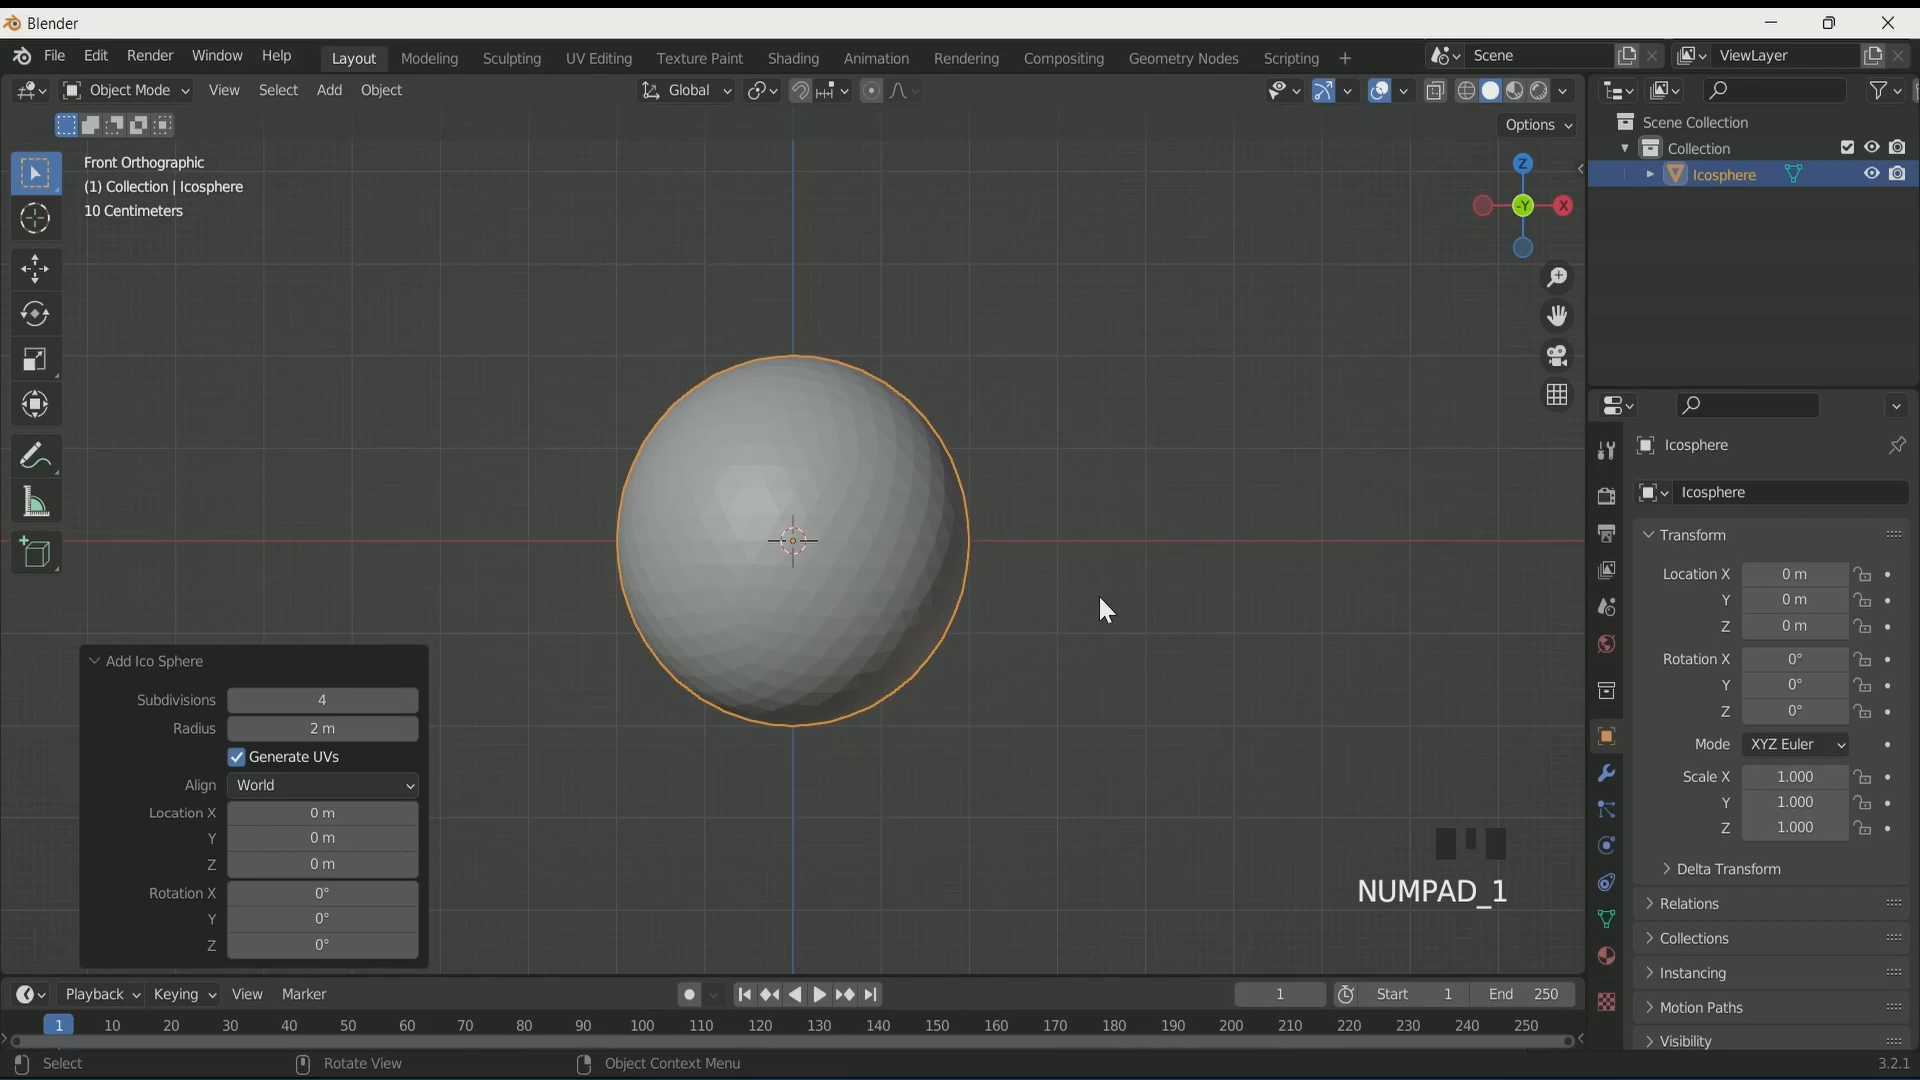 Blender
File Edit Render Window Help Layout Modeling Sculpting UV Editing Texture Paint Shading Animation Rendering Compositing Geometry Nodes Scripting + Scene ViewLayer
Object Mode View Select Add Object Global
Options
Front Orthographic
(1) Collection | Icosphere
10 Centimeters
Z
-Y
X
Scene Collection
Collection
Icosphere
Icosphere
Icosphere
Transform
Location X 0 m
Y 0 m
Z 0 m
Rotation X 0°
Y 0°
Z 0°
Mode XYZ Euler
Scale X 1.000
Y 1.000
Z 1.000
Delta Transform
Relations
Collections
Instancing
Motion Paths
Visibility
Add Ico Sphere
Subdivisions 4
Radius 2 m
Generate UVs
Align World
Location X 0 m
Y 0 m
Z 0 m
Rotation X 0°
Y 0°
Z 0°
NUMPAD_1
Playback Keying View Marker 1 Start 1 End 250
1 10 20 30 40 50 60 70 80 90 100 110 120 130 140 150 160 170 180 190 200 210 220 230 240 250
Select Rotate View Object Context Menu 3.2.1